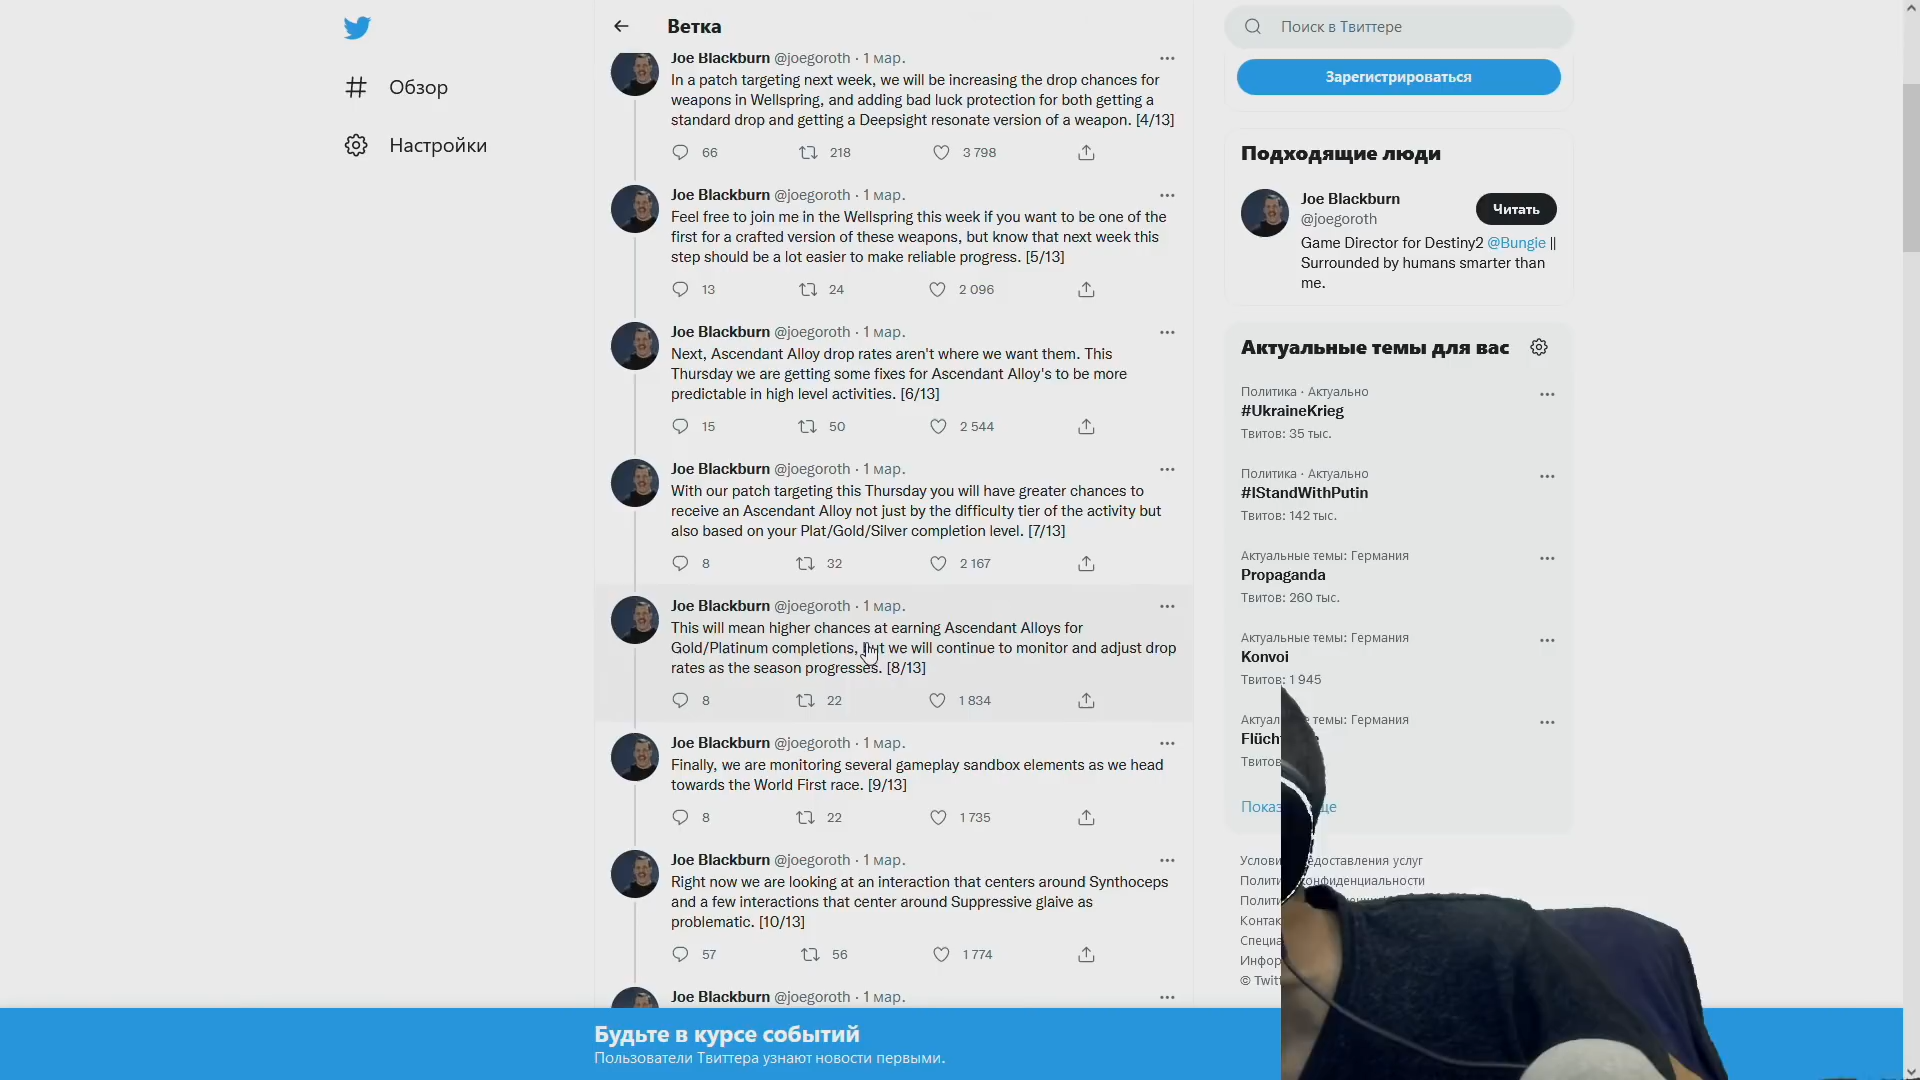 Обзор
Настройки
Ветка
Joe Blackburn @joegoroth · 1 мар.
In a patch targeting next week, we will be increasing the drop chances for
weapons in Wellspring, and adding bad luck protection for both getting a
standard drop and getting a Deepsight resonate version of a weapon. [4/13]
66 218 3 798
Joe Blackburn @joegoroth · 1 мар.
Feel free to join me in the Wellspring this week if you want to be one of the
first for a crafted version of these weapons, but know that next week this
step should be a lot easier to make reliable progress. [5/13]
13 24 2 096
Joe Blackburn @joegoroth · 1 мар.
Next, Ascendant Alloy drop rates aren't where we want them. This
Thursday we are getting some fixes for Ascendant Alloy's to be more
predictable in high level activities. [6/13]
15 50 2 544
Joe Blackburn @joegoroth · 1 мар.
With our patch targeting this Thursday you will have greater chances to
receive an Ascendant Alloy not just by the difficulty tier of the activity but
also based on your Plat/Gold/Silver completion level. [7/13]
8 32 2 167
Joe Blackburn @joegoroth · 1 мар.
This will mean higher chances at earning Ascendant Alloys for
Gold/Platinum completions, but we will continue to monitor and adjust drop
rates as the season progresses. [8/13]
8 22 1 834
Joe Blackburn @joegoroth · 1 мар.
Finally, we are monitoring several gameplay sandbox elements as we head
towards the World First race. [9/13]
8 22 1 735
Joe Blackburn @joegoroth · 1 мар.
Right now we are looking at an interaction that centers around Synthoceps
and a few interactions that center around Suppressive glaive as
problematic. [10/13]
57 56 1 774
Joe Blackburn @joegoroth · 1 мар.
Поиск в Твиттере
Зарегистрироваться
Подходящие люди
Joe Blackburn
@joegoroth
Читать
Game Director for Destiny2 @Bungie ||
Surrounded by humans smarter than
me.
Актуальные темы для вас
Политика · Актуально
#UkraineKrieg
Твитов: 35 тыс.
Политика · Актуально
#IStandWithPutin
Твитов: 142 тыс.
Актуальные темы: Германия
Propaganda
Твитов: 260 тыс.
Актуальные темы: Германия
Konvoi
Твитов: 1 945
темы: Германия
Твитов
Будьте в курсе событий
Пользователи Твиттера узнают новости первыми.